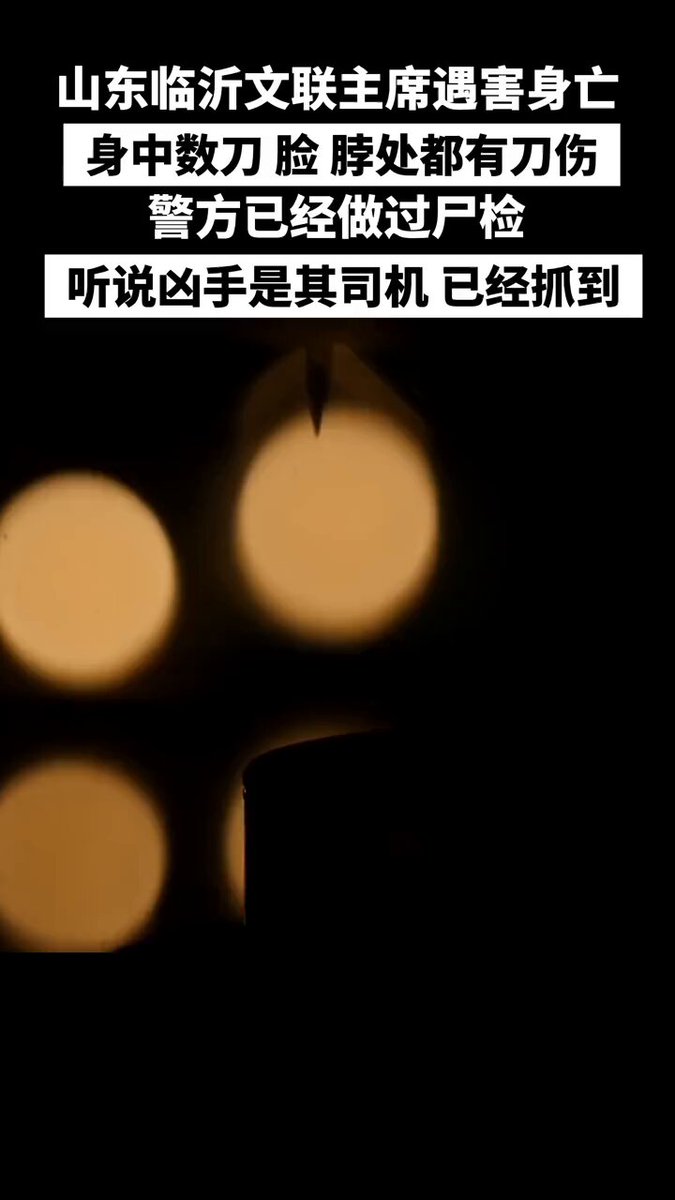 山东临沂文联主席遇害身亡
身中数刀 脸 脖处都有刀伤
警方已经做过尸检
听说凶手是其司机 已经抓到